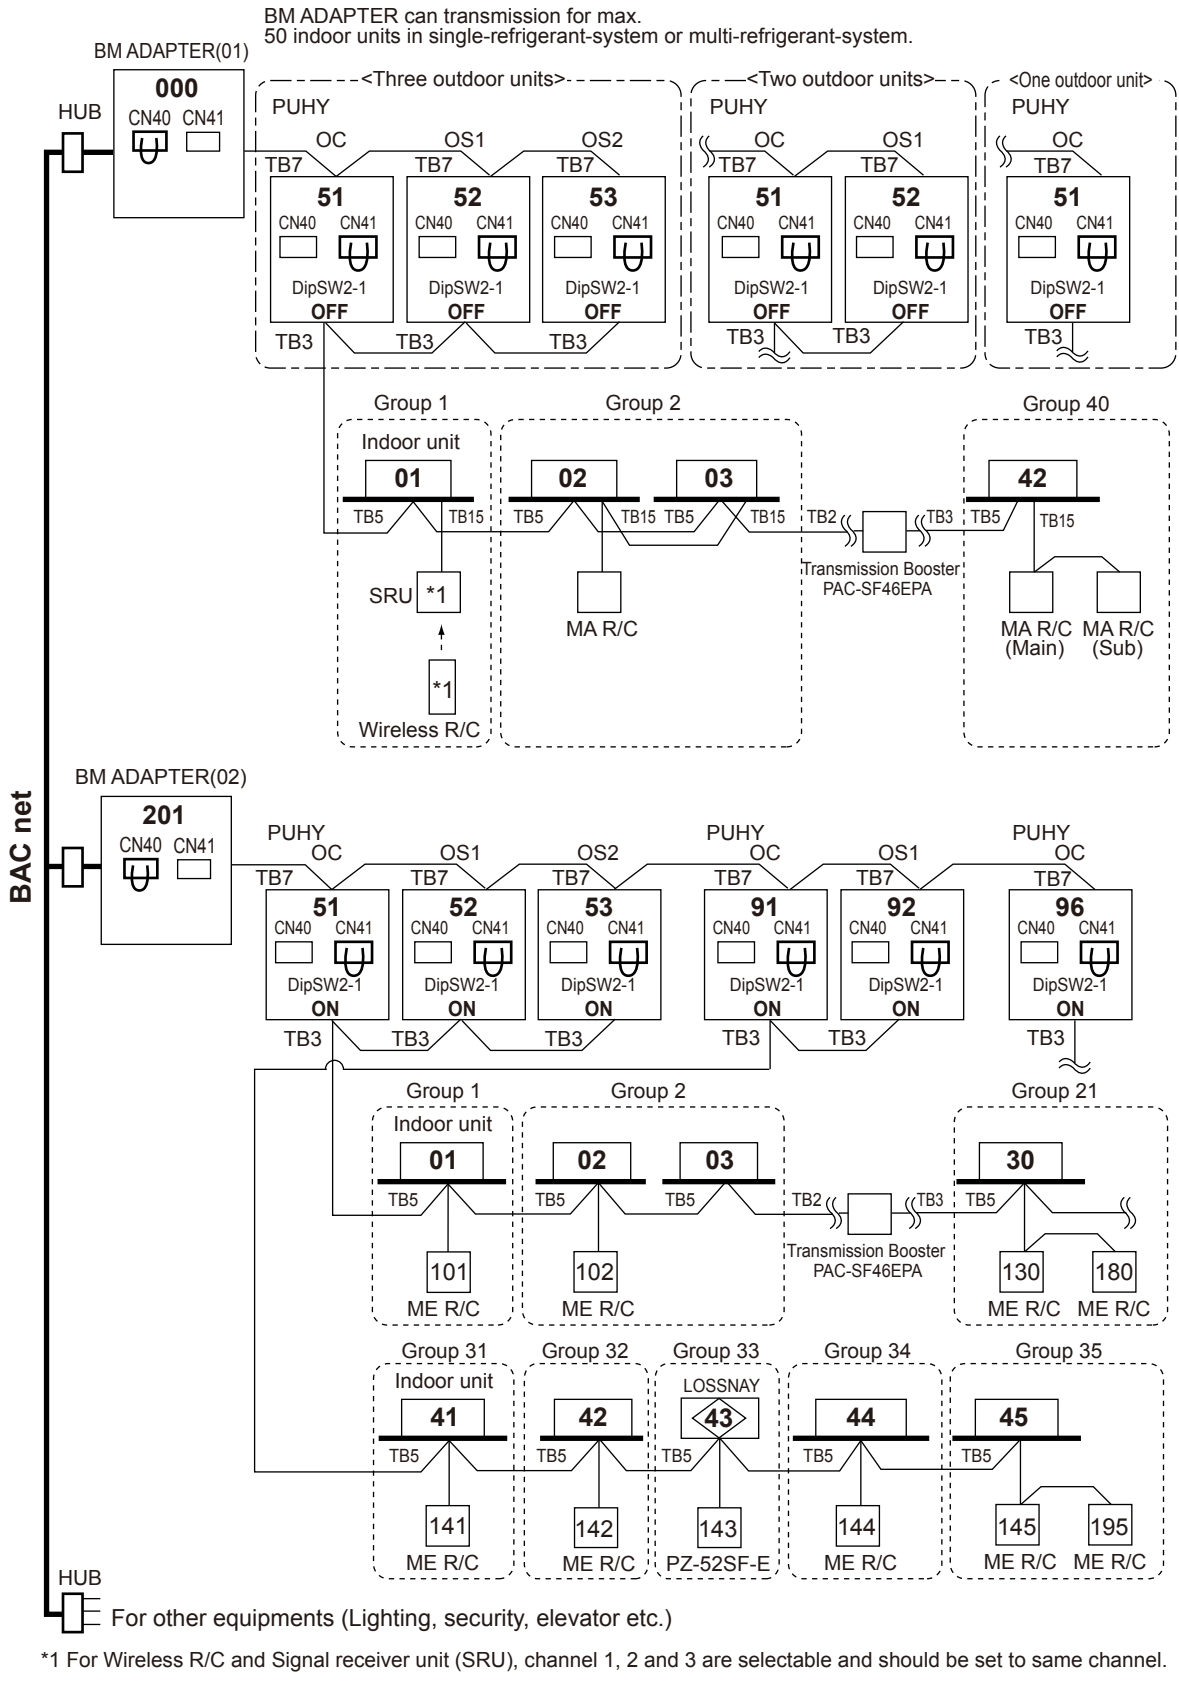 BM ADAPTER can transmission for max.
50 indoor units in single-refrigerant-system or multi-refrigerant-system.
BM ADAPTER(01)
000
CN40 CN41
HUB
<Three outdoor units>
<Two outdoor units>
<One outdoor unit>
PUHY
PUHY
PUHY
OC OS1 OS2 OC OS1 OC
TB7 TB7 TB7 TB7 TB7 TB7
51 52 53 51 52 51
CN40 CN41 CN40 CN41 CN40 CN41 CN40 CN41 CN40 CN41 CN40 CN41
DipSW2-1 DipSW2-1 DipSW2-1 DipSW2-1 DipSW2-1 DipSW2-1
OFF OFF OFF OFF OFF OFF
TB3 TB3 TB3 TB3 TB3 TB3
Group 1 Group 2 Group 40
Indoor unit
01 02 03 42
TB5 TB15 TB5 TB15 TB5 TB15 TB2 TB3 TB5 TB15
Transmission Booster
PAC-SF46EPA
SRU *1
MA R/C
MA R/C
(Main)
MA R/C
(Sub)
*1
Wireless R/C
BAC net
BM ADAPTER(02)
201
CN40 CN41
PUHY PUHY PUHY
OC OS1 OS2 OC OS1 OC
TB7 TB7 TB7 TB7 TB7 TB7
51 52 53 91 92 96
CN40 CN41 CN40 CN41 CN40 CN41 CN40 CN41 CN40 CN41 CN40 CN41
DipSW2-1 DipSW2-1 DipSW2-1 DipSW2-1 DipSW2-1 DipSW2-1
ON ON ON ON ON ON
TB3 TB3 TB3 TB3 TB3 TB3
Group 1 Group 2 Group 21
Indoor unit
01 02 03 30
TB5 TB5 TB5 TB2 TB3 TB5
Transmission Booster
PAC-SF46EPA
101 102 130 180
ME R/C ME R/C ME R/C ME R/C
Group 31 Group 32 Group 33 Group 34 Group 35
Indoor unit
LOSSNAY
41 42 43 44 45
TB5 TB5 TB5 TB5 TB5
141 142 143 144 145 195
ME R/C ME R/C PZ-52SF-E ME R/C ME R/C ME R/C
HUB
For other equipments (Lighting, security, elevator etc.)
*1 For Wireless R/C and Signal receiver unit (SRU), channel 1, 2 and 3 are selectable and should be set to same channel.